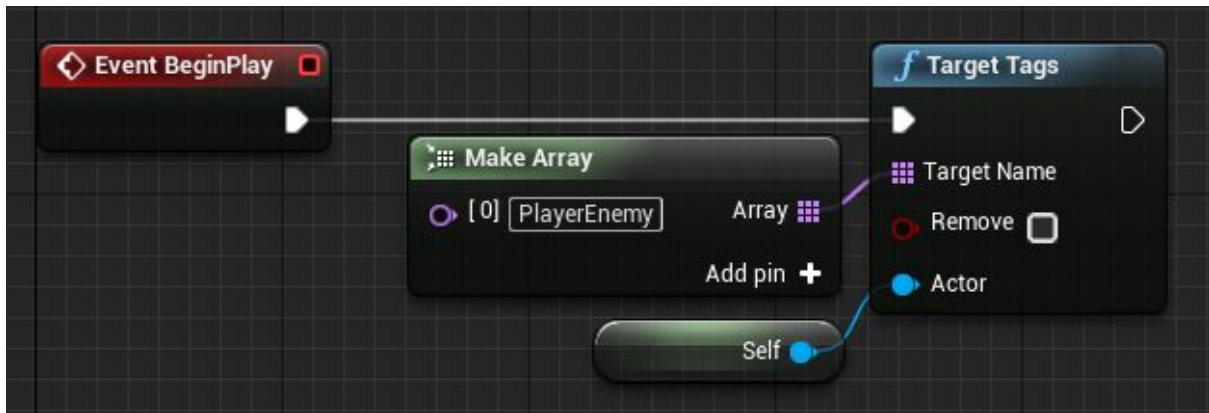 Event BeginPlay
Make Array
[0] PlayerEnemy
Array
Add pin
Self
f Target Tags
Target Name
Remove
Actor